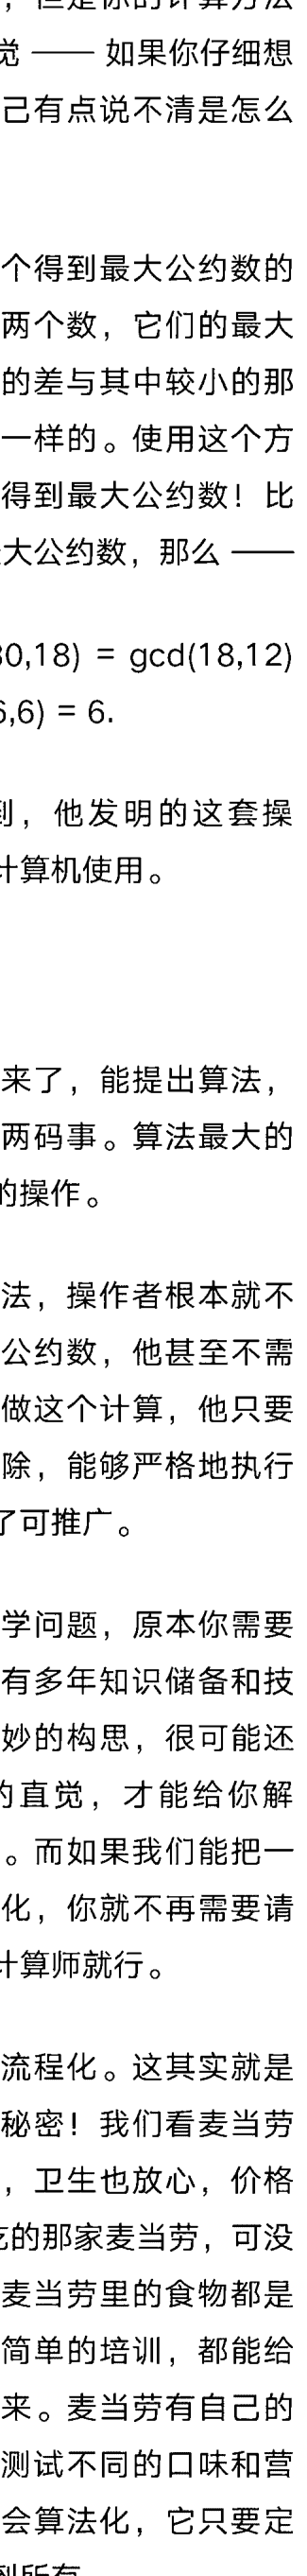 ，但是你的计算方法
觉 —— 如果你仔细想
己有点说不清是怎么
个得到最大公约数的
两个数，它们的最大
的差与其中较小的那
一样的。使用这个方
得到最大公约数！比
大公约数，那么 ——
30,18) = gcd(18,12)
6,6) = 6.
到，他发明的这套操
计算机使用。
来了，能提出算法，
两码事。算法最大的
的操作。
法，操作者根本就不
公约数，他甚至不需
做这个计算，他只要
除，能够严格地执行
了可推广。
学问题，原本你需要
有多年知识储备和技
妙的构思，很可能还
的直觉，才能给你解
。而如果我们能把一
化，你就不再需要请
计算师就行。
流程化。这其实就是
秘密！我们看麦当劳
，卫生也放心，价格
吃的那家麦当劳，可没
麦当劳里的食物都是
简单的培训，都能给
来。麦当劳有自己的
测试不同的口味和营
会算法化，它只要定
到所有